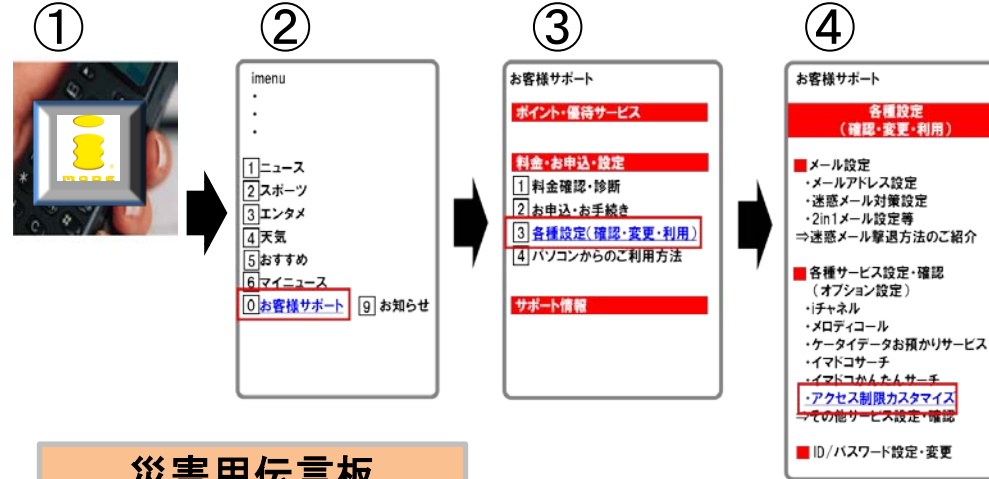 ①
②
③
④
MODE
imenu
・
・
・
1 ニュース
2 スポーツ
3 エンタメ
4 天気
5 おすすめ
6 マイニュース
0 お客様サポート 9 お知らせ
お客様サポート
ポイント・優待サービス
料金・お申込・設定
1 料金確認・診断
2 お申込・お手続き
3 各種設定(確認・変更・利用)
4 パソコンからのご利用方法
サポート情報
お客様サポート
各種設定
(確認・変更・利用)
■メール設定
・メールアドレス設定
・迷惑メール対策設定
・2in1メール設定等
⇒迷惑メール撃退方法のご紹介
■各種サービス設定・確認
(オプション設定)
・iチャネル
・メロディコール
・ケータイデータお預かりサービス
・イマドコサーチ
・イマドコかんたんサーチ
・アクセス制限カスタマイズ
⇒その他サービス設定・確認
■ID/パスワード設定・変更
災害用伝言板